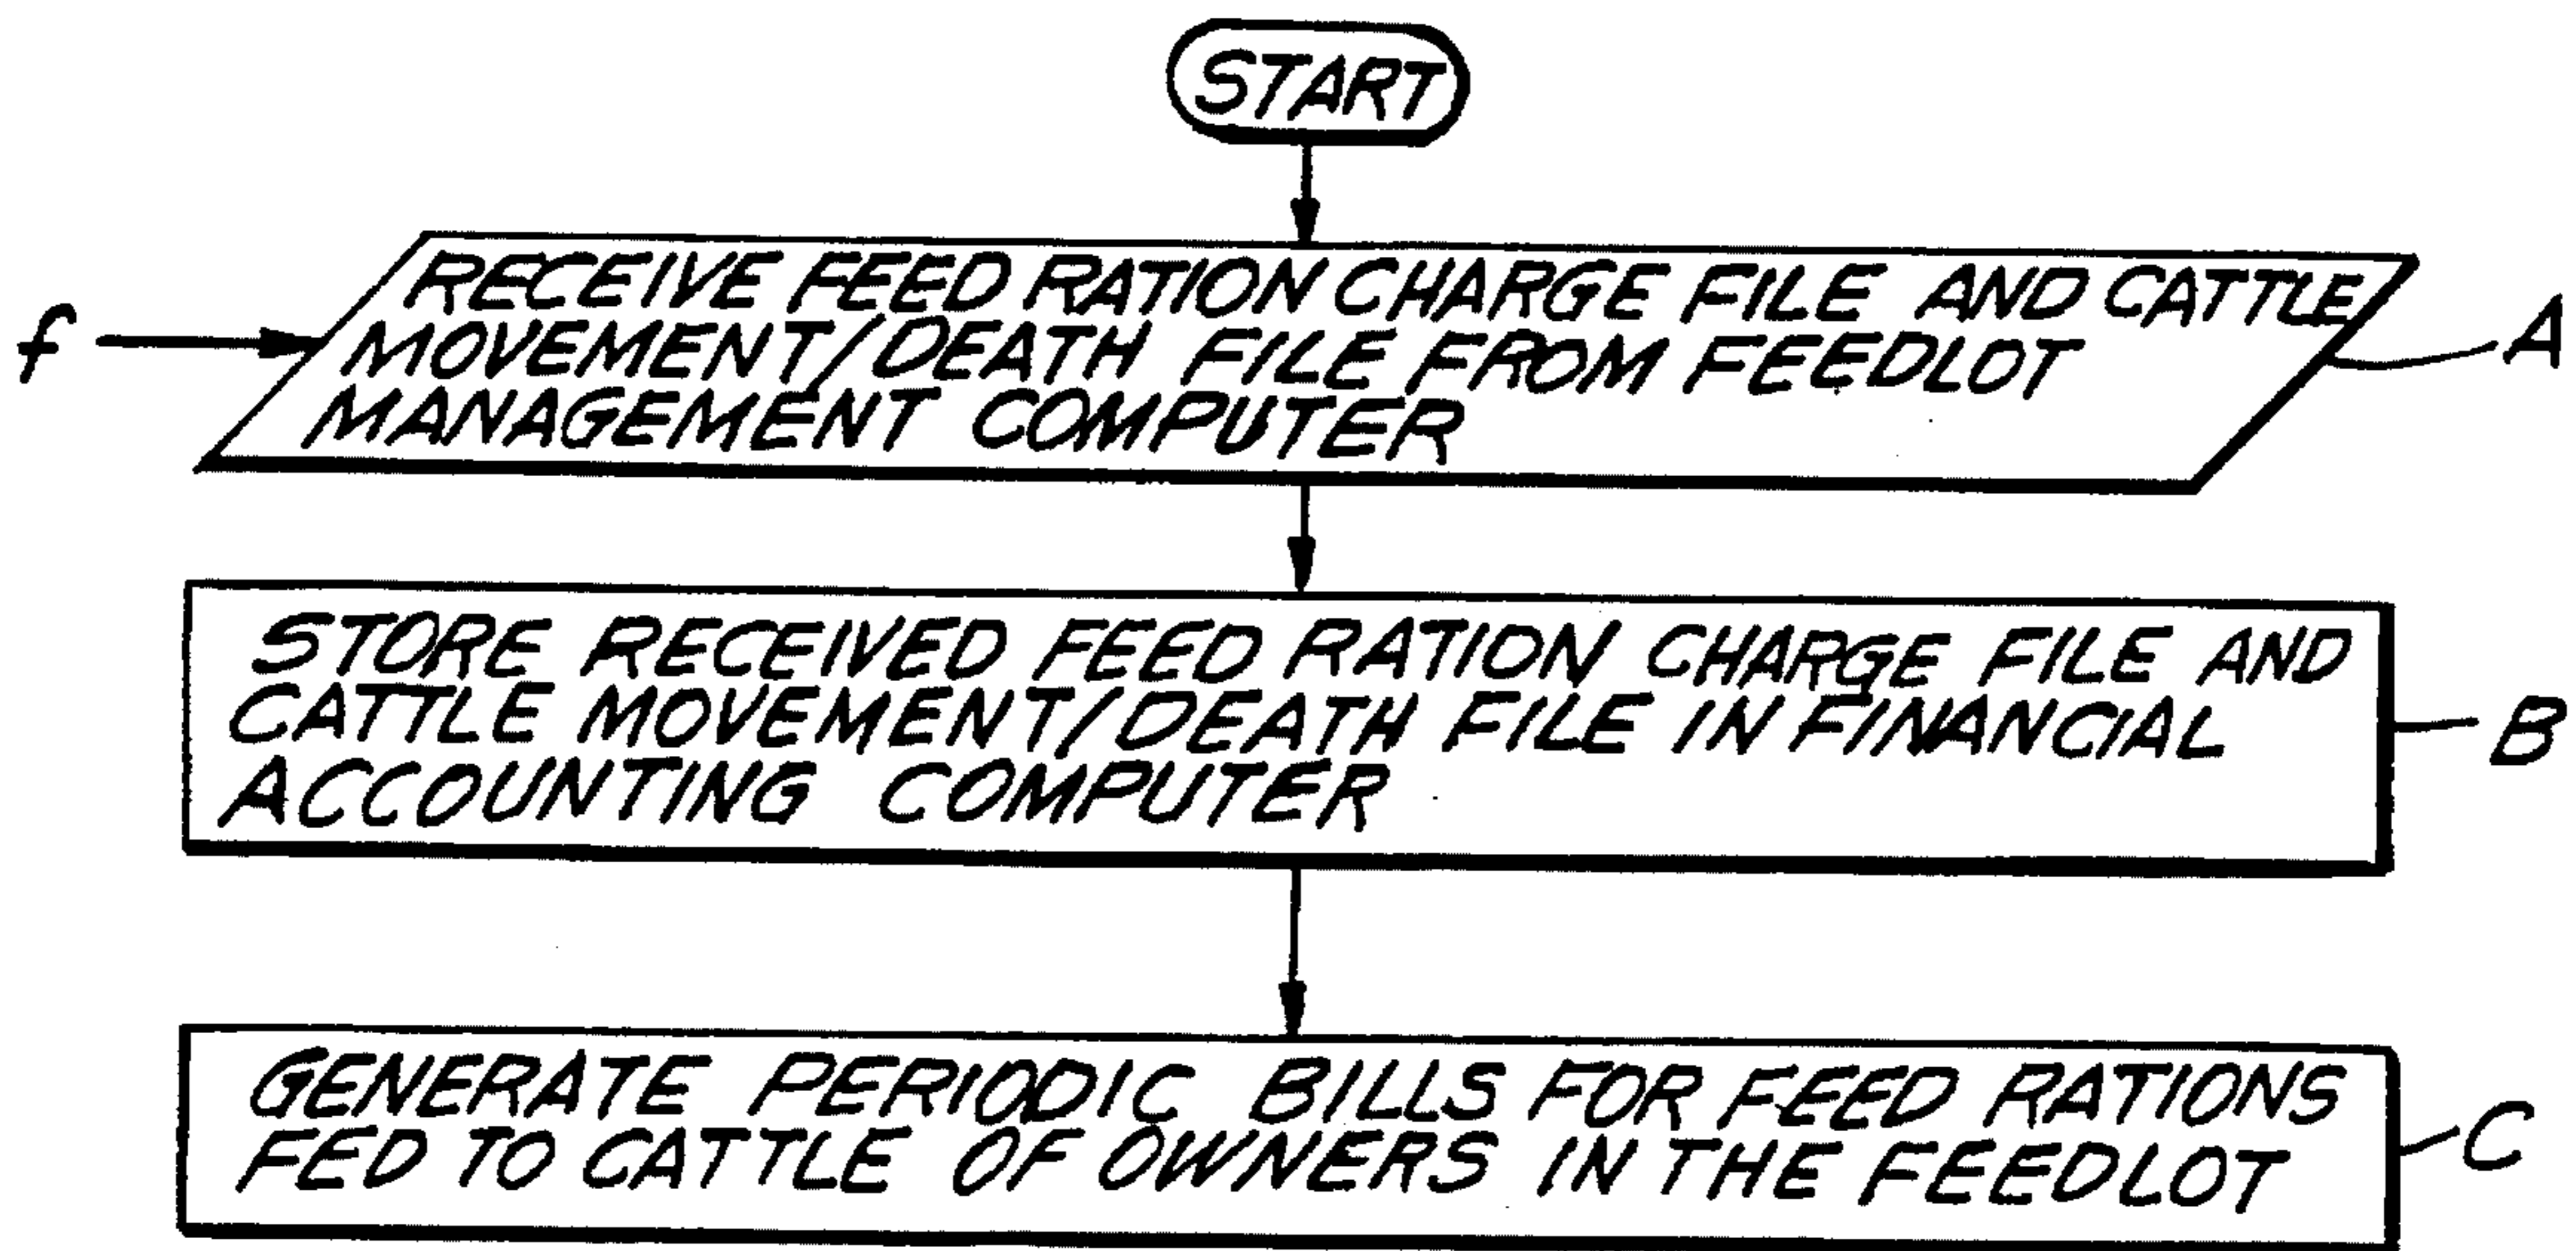 START
f
RECEIVE FEED RATION CHARGE FILE AND CATTLE
MOVEMENT/DEATH FILE FROM FEEDLOT
MANAGEMENT COMPUTER
A
STORE RECEIVED FEED RATION CHARGE FILE AND
CATTLE MOVEMENT/DEATH FILE IN FINANCIAL
ACCOUNTING COMPUTER
B
GENERATE PERIODIC BILLS FOR FEED RATIONS
FED TO CATTLE OF OWNERS IN THE FEEDLOT
C